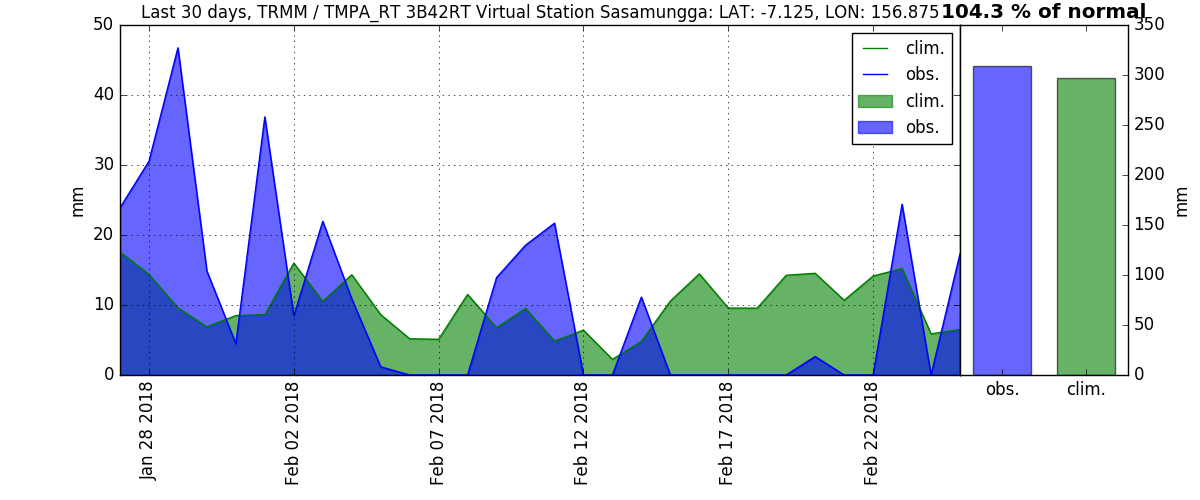 Last 30 days, TRMM / TMPA_RT 3B42RT Virtual Station Sasamungga: LAT: -7.125, LON: 156.875
104.3 % of normal
50
40
30
20
10
0
mm
clim.
obs.
clim.
obs.
Jan 28 2018
Feb 02 2018
Feb 07 2018
Feb 12 2018
Feb 17 2018
Feb 22 2018
350
300
250
200
150
100
50
0
mm
obs.
clim.